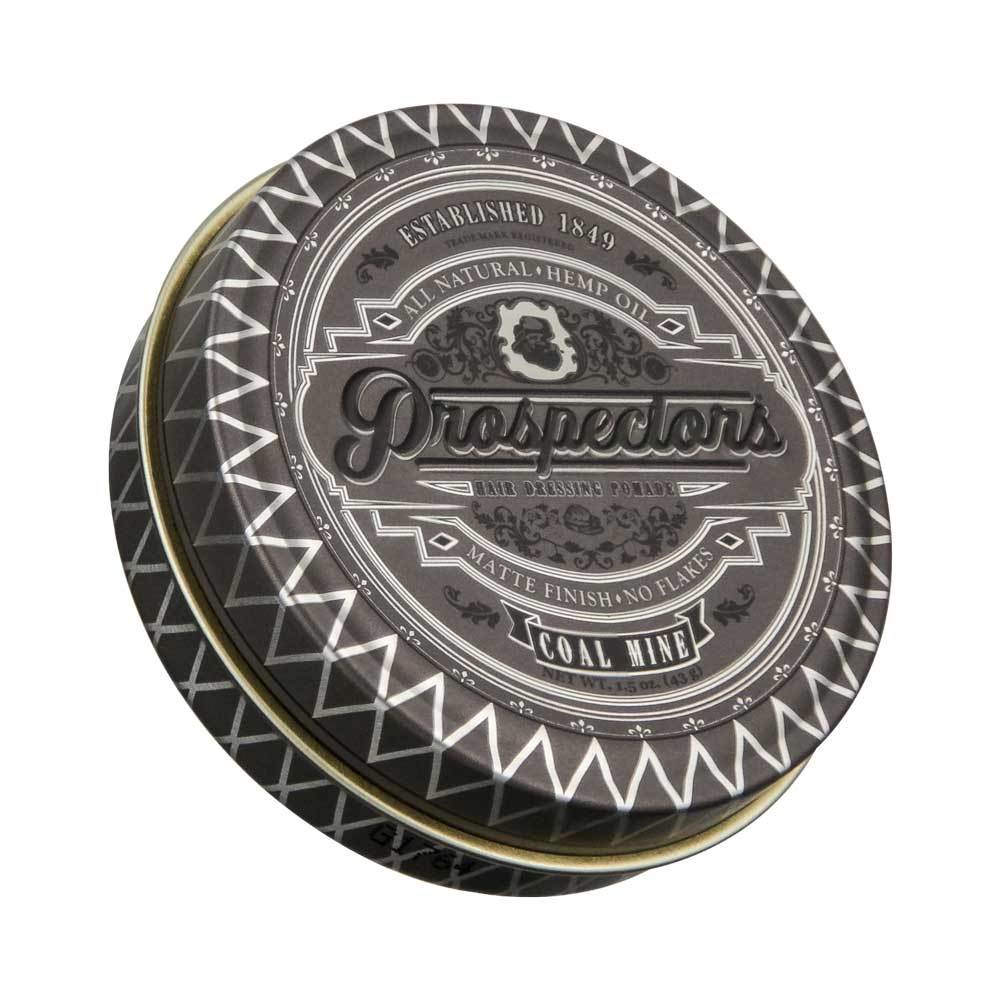 ESTABLISHED 1849
TRADEMARK REGISTERED
ALL NATURAL ♦ HEMP OIL
Prospectors
HAIR DRESSING POMADE
MATTE FINISH ♦ NO FLAKES
COAL MINE
NET WT. 1.5 oz. (43 g)
G1764